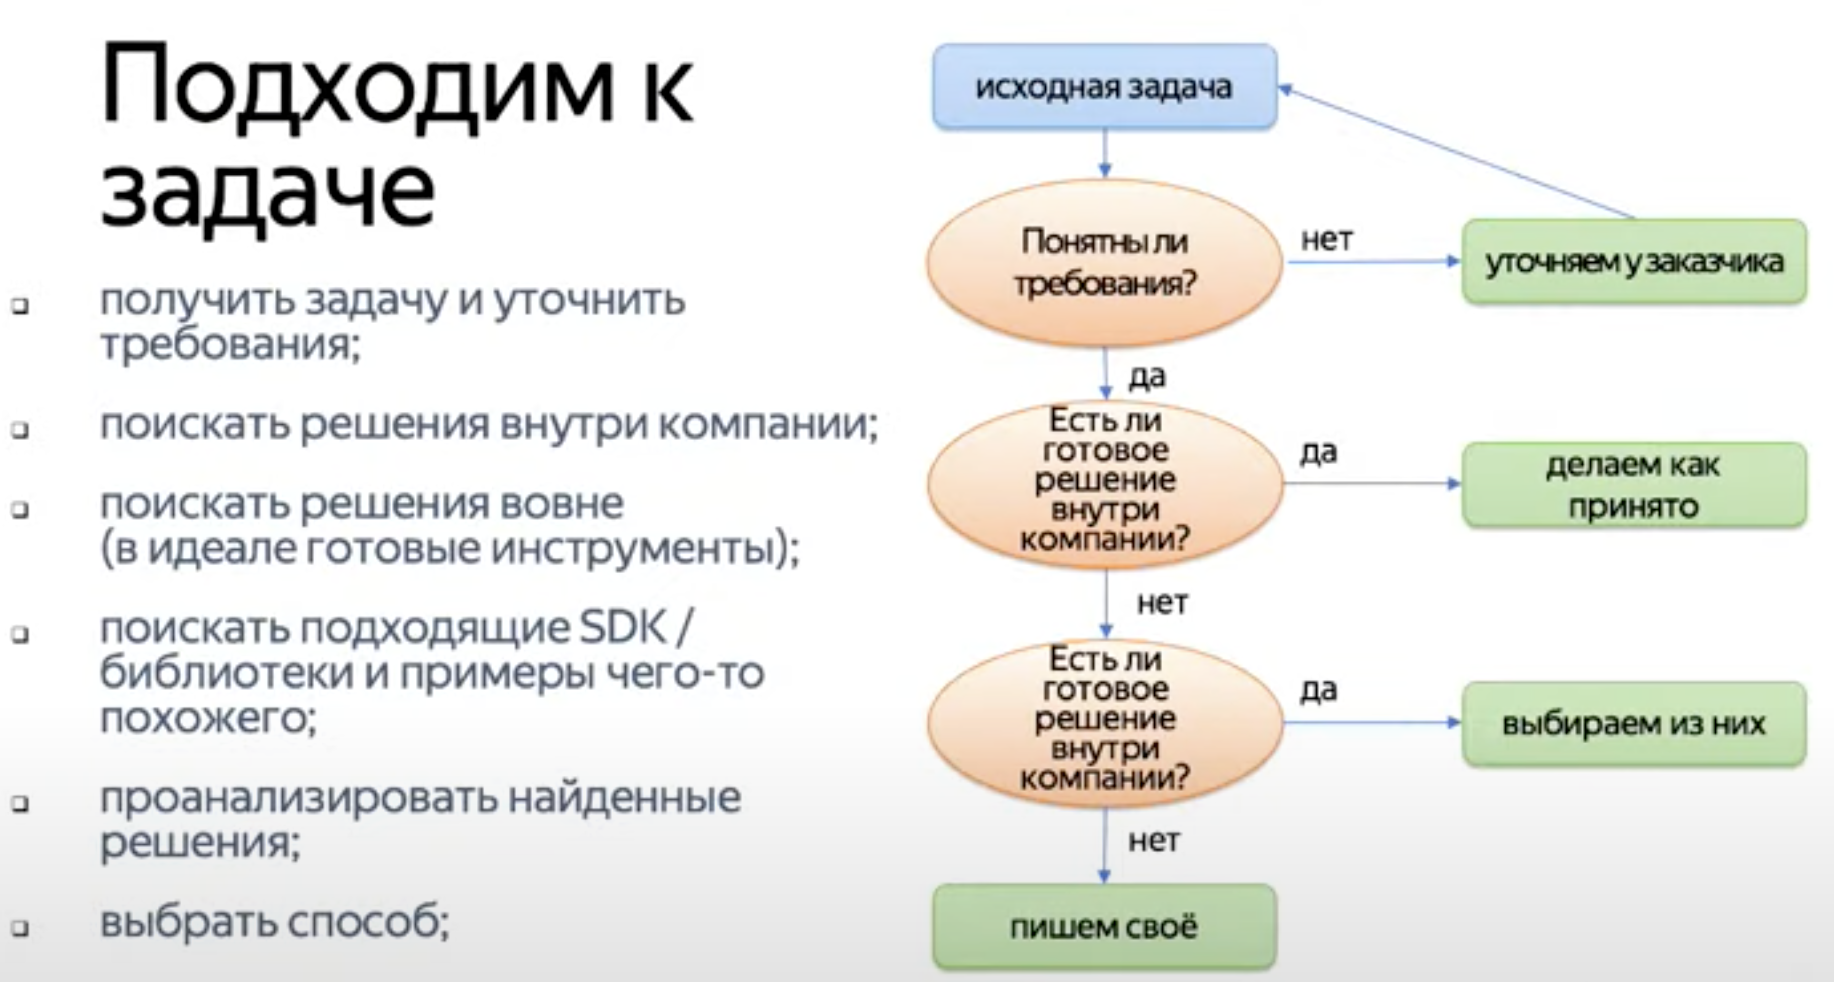 Подходим к
задаче
получить задачу и уточнить
требования;
поискать решения внутри компании;
поискать решения вовне
(в идеале готовые инструменты);
поискать подходящие SDK /
библиотеки и примеры чего-то
похожего;
проанализировать найденные
решения;
выбрать способ;
исходная задача
Понятны ли
требования?
нет
уточняем у заказчика
да
Есть ли
готовое
решение
внутри
компании?
да
делаем как
принято
нет
Есть ли
готовое
решение
внутри
компании?
да
выбираем из них
нет
пишем своё